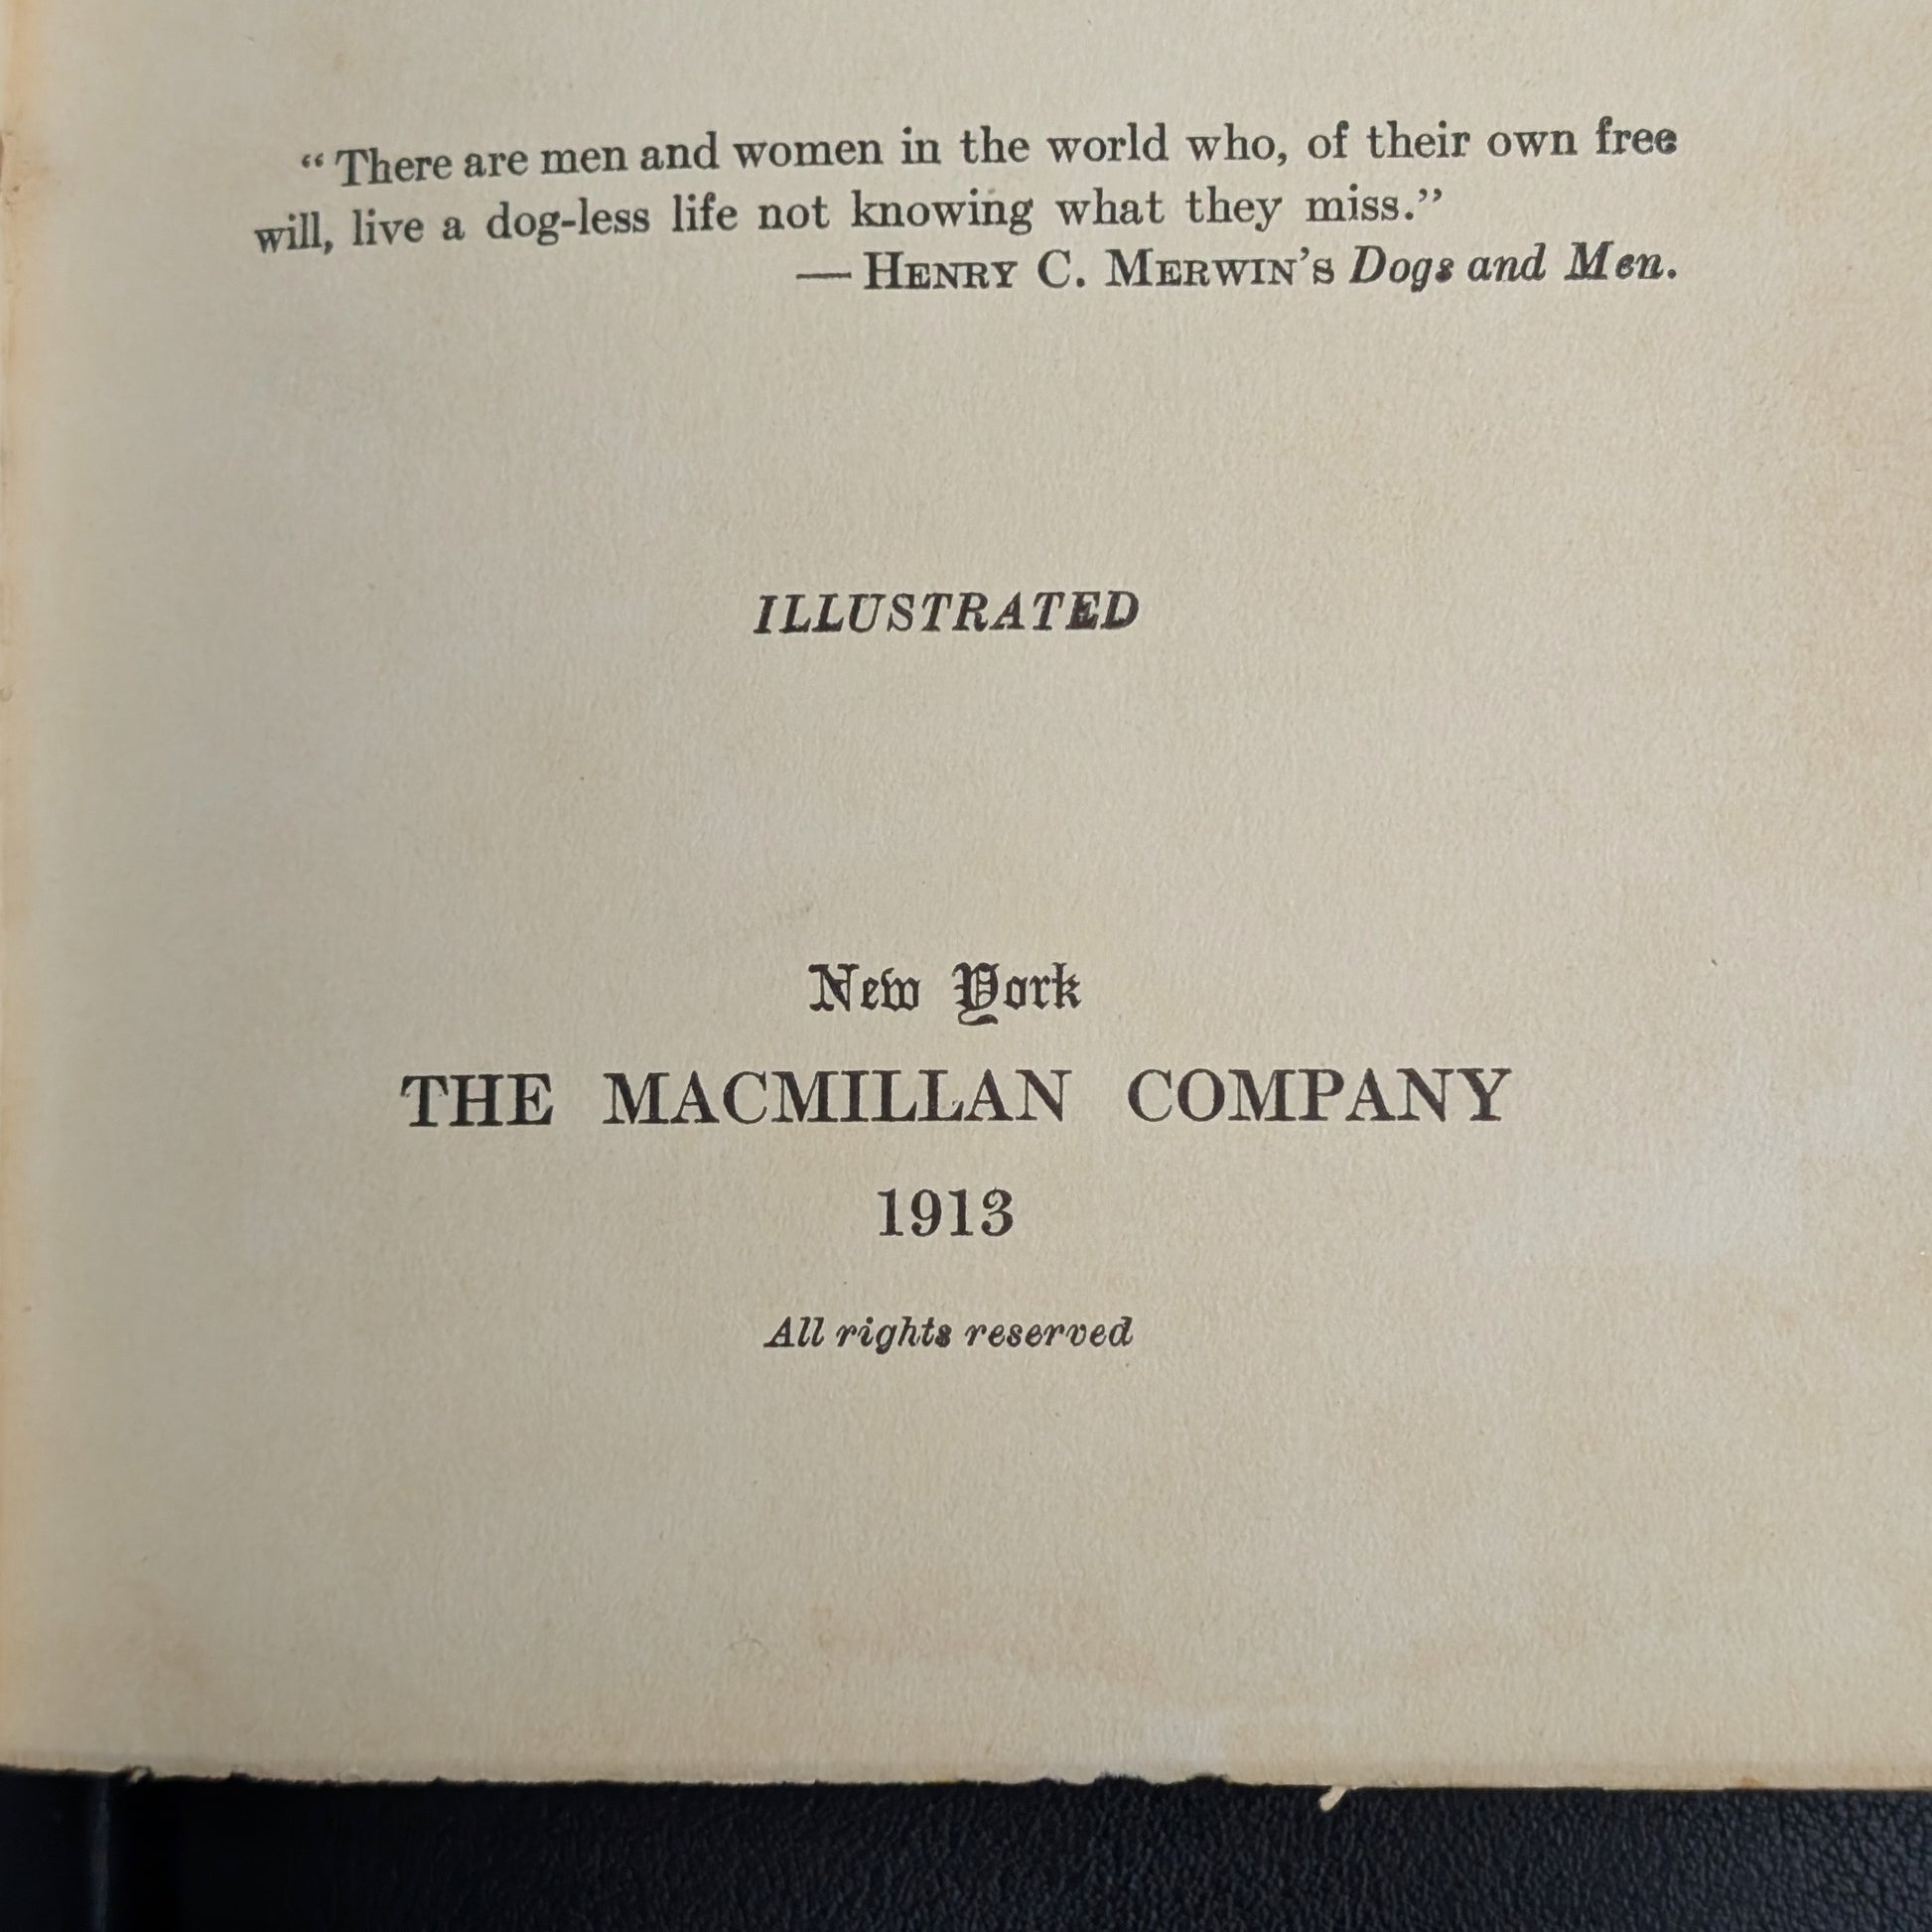 “There are men and women in the world who, of their own free
will, live a dog-less life not knowing what they miss.”
— HENRY C. MERWIN’S Dogs and Men.
ILLUSTRATED
New York
THE MACMILLAN COMPANY
1913
All rights reserved